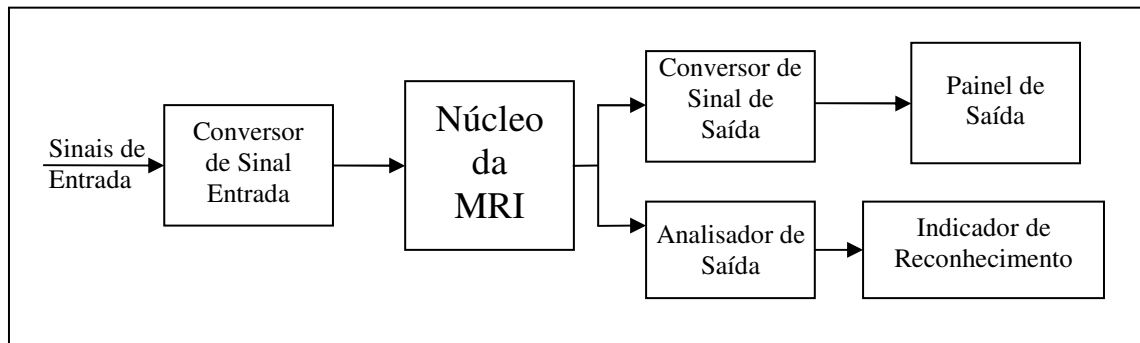 Sinais de
Entrada
Conversor
de Sinal
Entrada
Núcleo
da
MRI
Conversor de
Sinal de
Saída
Painel de
Saída
Analisador de
Saída
Indicador de
Reconhecimento